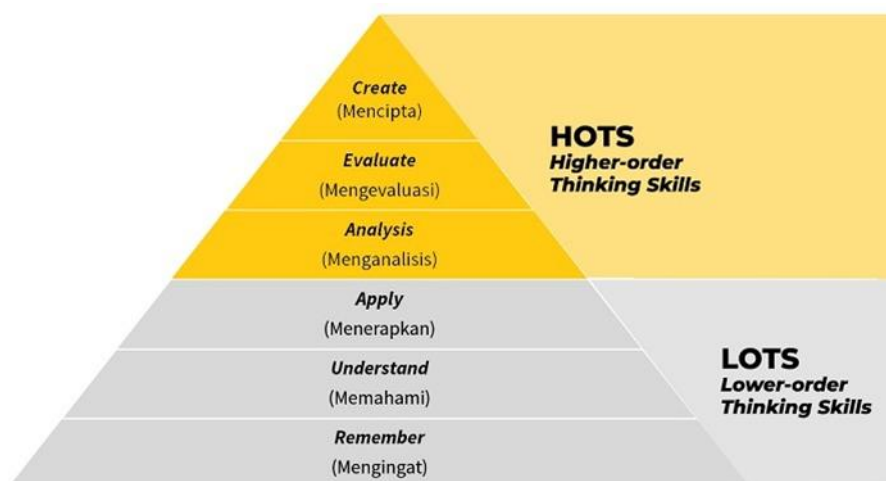 Create
(Mencipta)
Evaluate
(Mengevaluasi)
Analysis
(Menganalisis)
HOTS
Higher-order
Thinking Skills
Apply
(Menerapkan)
Understand
(Memahami)
Remember
(Mengingat)
LOTS
Lower-order
Thinking Skills